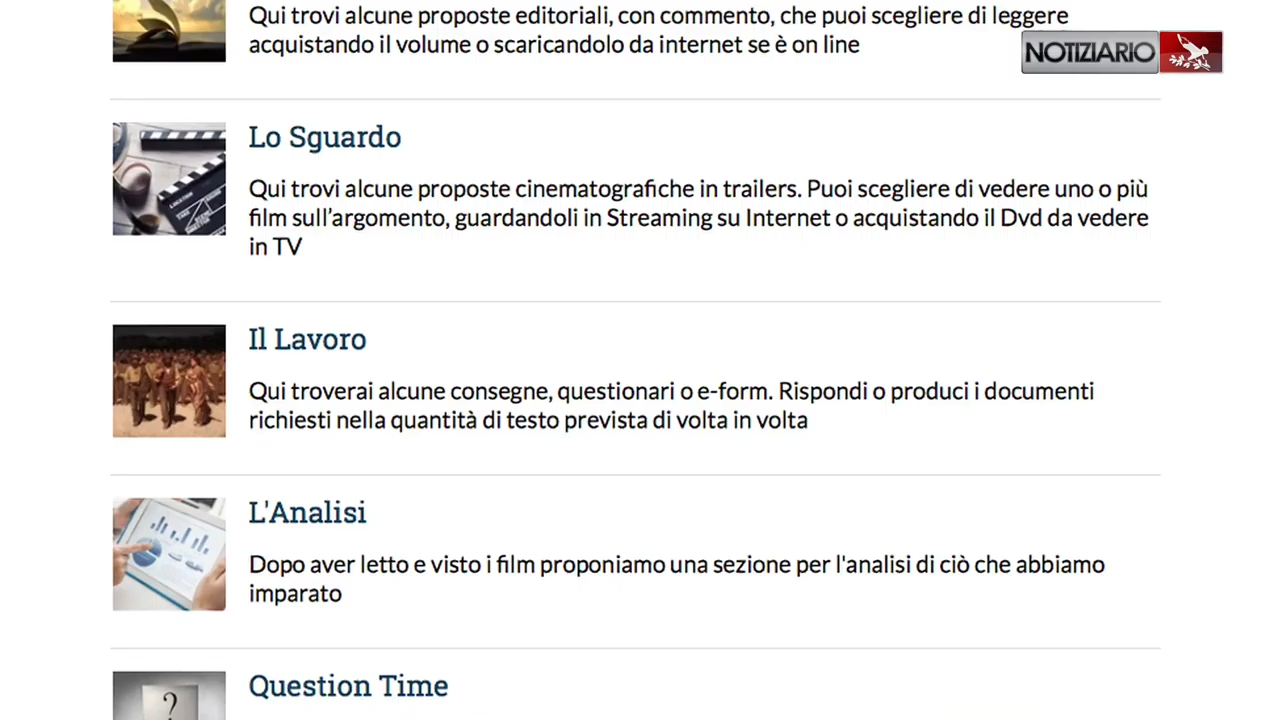 Qui trovi alcune proposte editoriali, con commento, che puoi scegliere di leggere
acquistando il volume o scaricandolo da internet se è on line
NOTIZIARIO
Lo Sguardo
Qui trovi alcune proposte cinematografiche in trailers. Puoi scegliere di vedere uno o più
film sull’argomento, guardandoli in Streaming su Internet o acquistando il Dvd da vedere
in TV
Il Lavoro
Qui troverai alcune consegne, questionari o e-form. Rispondi o produci i documenti
richiesti nella quantità di testo prevista di volta in volta
L'Analisi
Dopo aver letto e visto i film proponiamo una sezione per l'analisi di ciò che abbiamo
imparato
Question Time
?